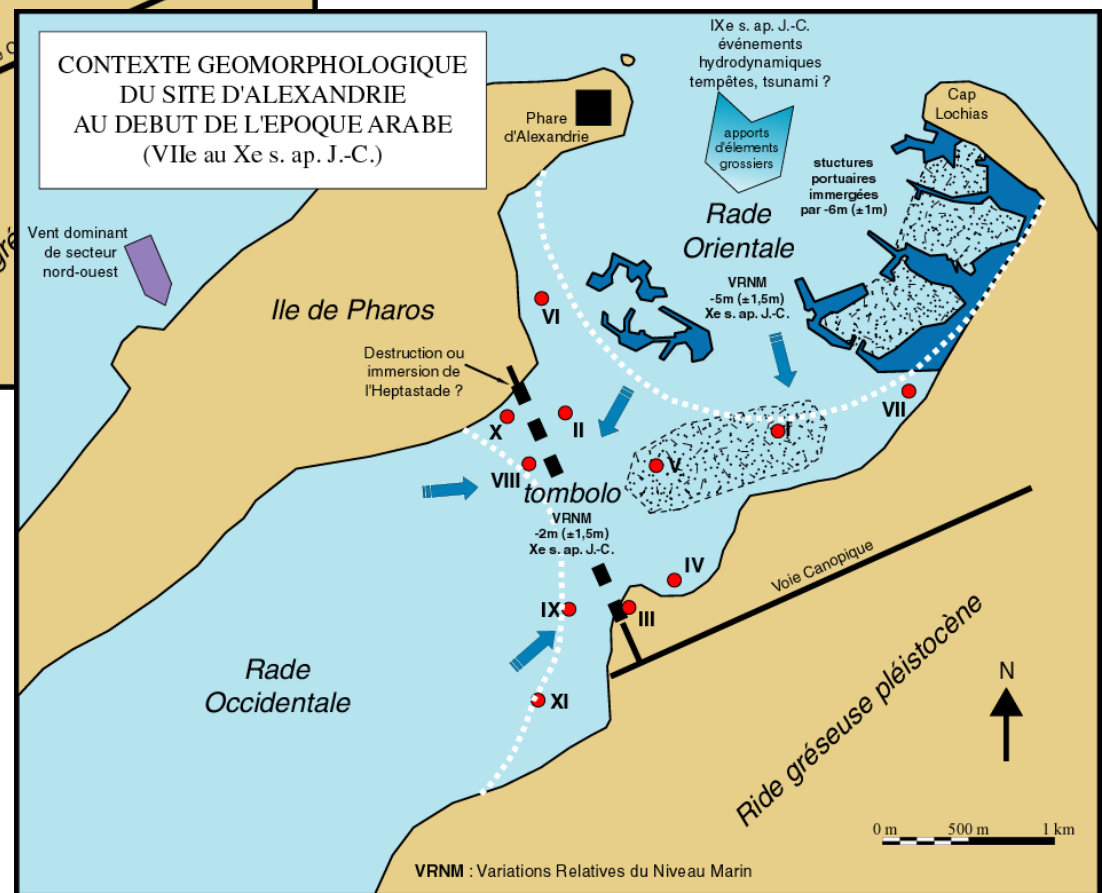 CONTEXTE GEOMORPHOLOGIQUE
DU SITE D'ALEXANDRIE
AU DEBUT DE L'EPOQUE ARABE
(VIIe au Xe s. ap. J.-C.)
IXe s. ap. J.-C.
événements
hydrodynamiques
tempêtes, tsunami ?
apports
d'élements
grossiers
Phare
d'Alexandrie
Cap
Lochias
stuctures
portuaires
immergées
par -6m (±1m)
Rade
Orientale
VRNM
-5m (±1,5m)
Xe s. ap. J.-C.
Vent dominant
de secteur
nord-ouest
Ile de Pharos
Destruction ou
immersion de
l'Heptastade ?
VI
VII
X
II
I
VIII
V
tombolo
VRNM
-2m (±1,5m)
Xe s. ap. J.-C.
IV
IX
III
XI
Voie Canopique
Rade
Occidentale
Ride gréseuse pléistocène
N
0 m 500 m 1 km
VRNM : Variations Relatives du Niveau Marin